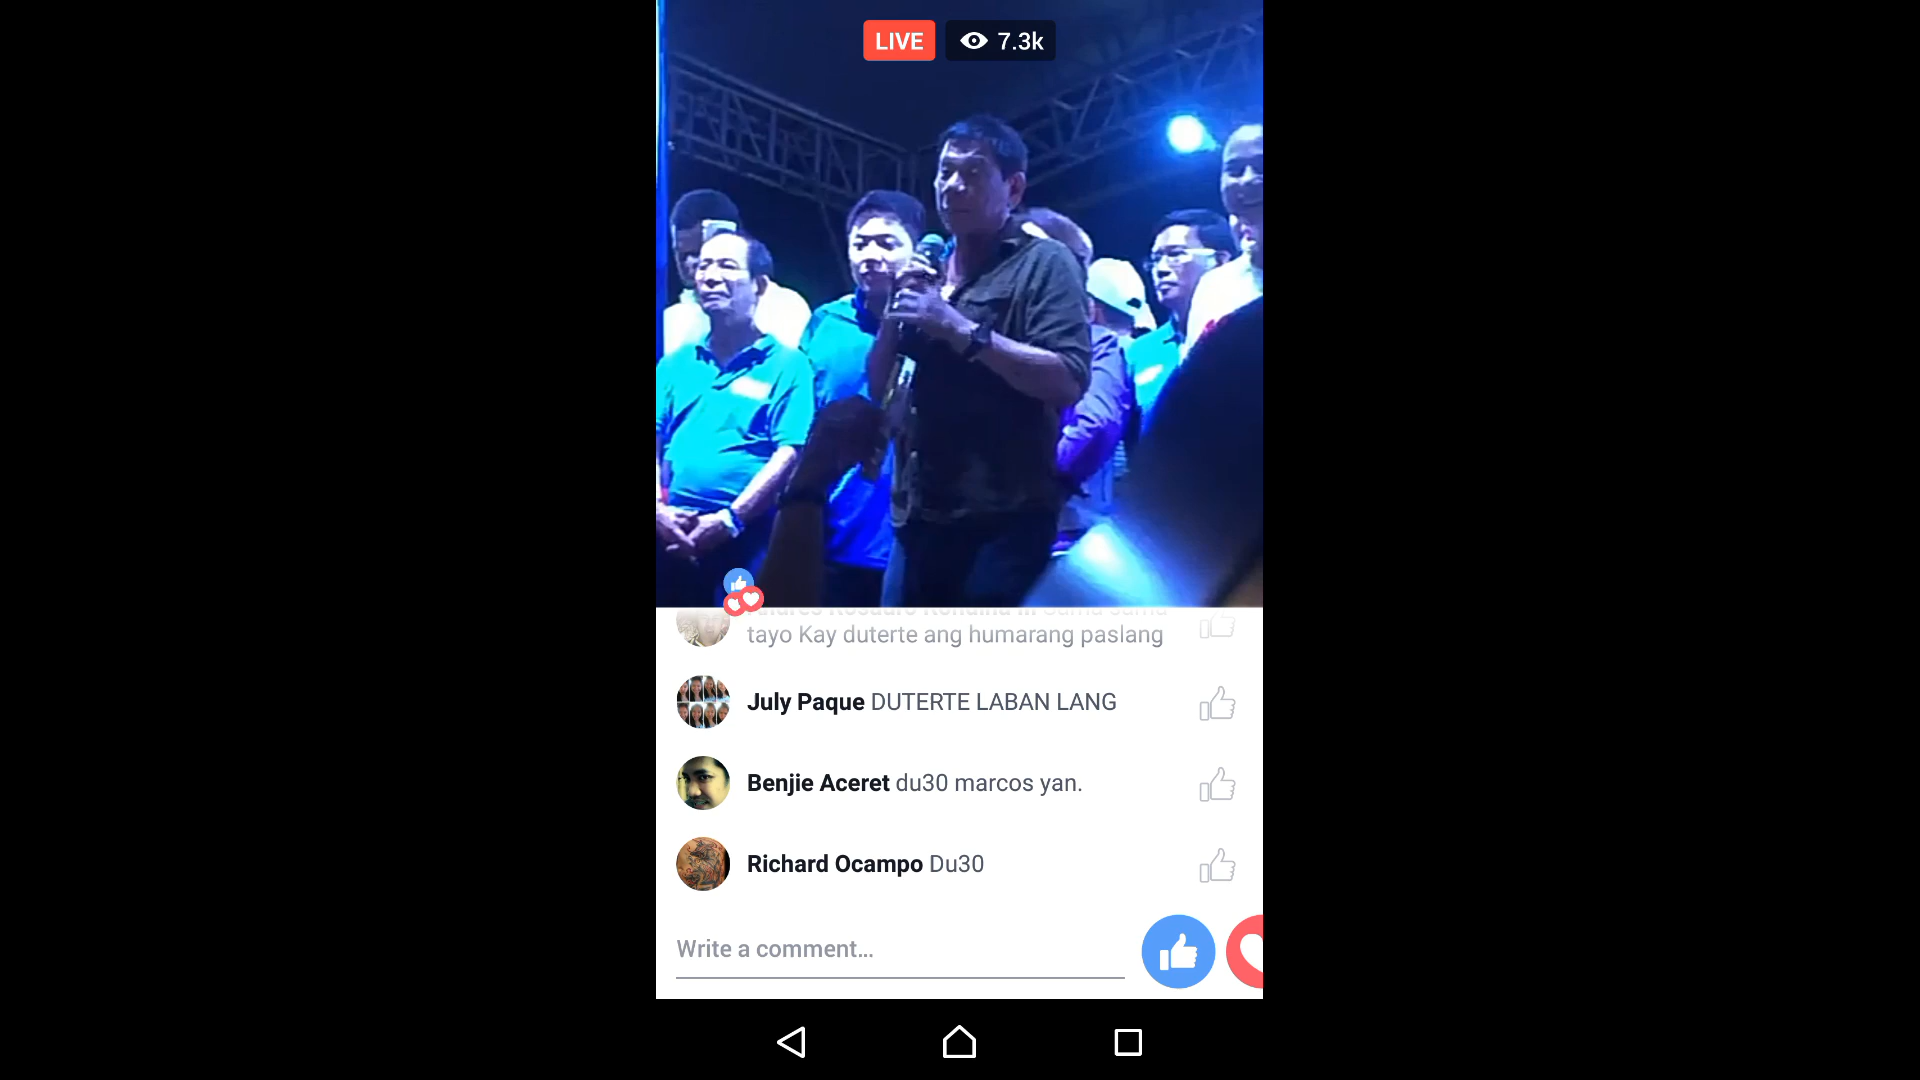 LIVE 7.3k
tayo Kay duterte ang humarang paslang
July Paque DUTERTE LABAN LANG
Benjie Aceret du30 marcos yan.
Richard Ocampo Du30
Write a comment...